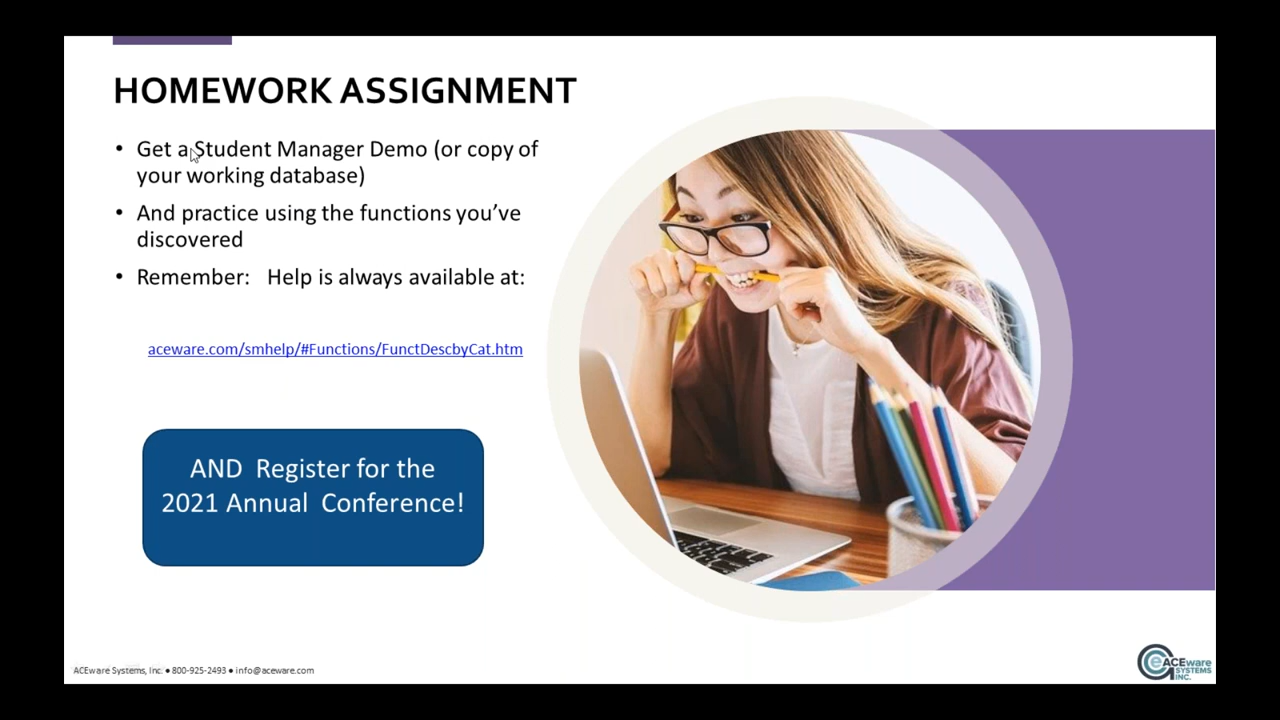 HOMEWORK ASSIGNMENT
• Get a Student Manager Demo (or copy of
your working database)
• And practice using the functions you’ve
discovered
• Remember: Help is always available at:
aceware.com/smhelp/#Functions/FunctDescbyCat.htm
AND Register for the
2021 Annual Conference!
ACEware Systems, Inc. ● 800-925-2493 ● info@aceware.com
ACEware
SYSTEMS
INC.